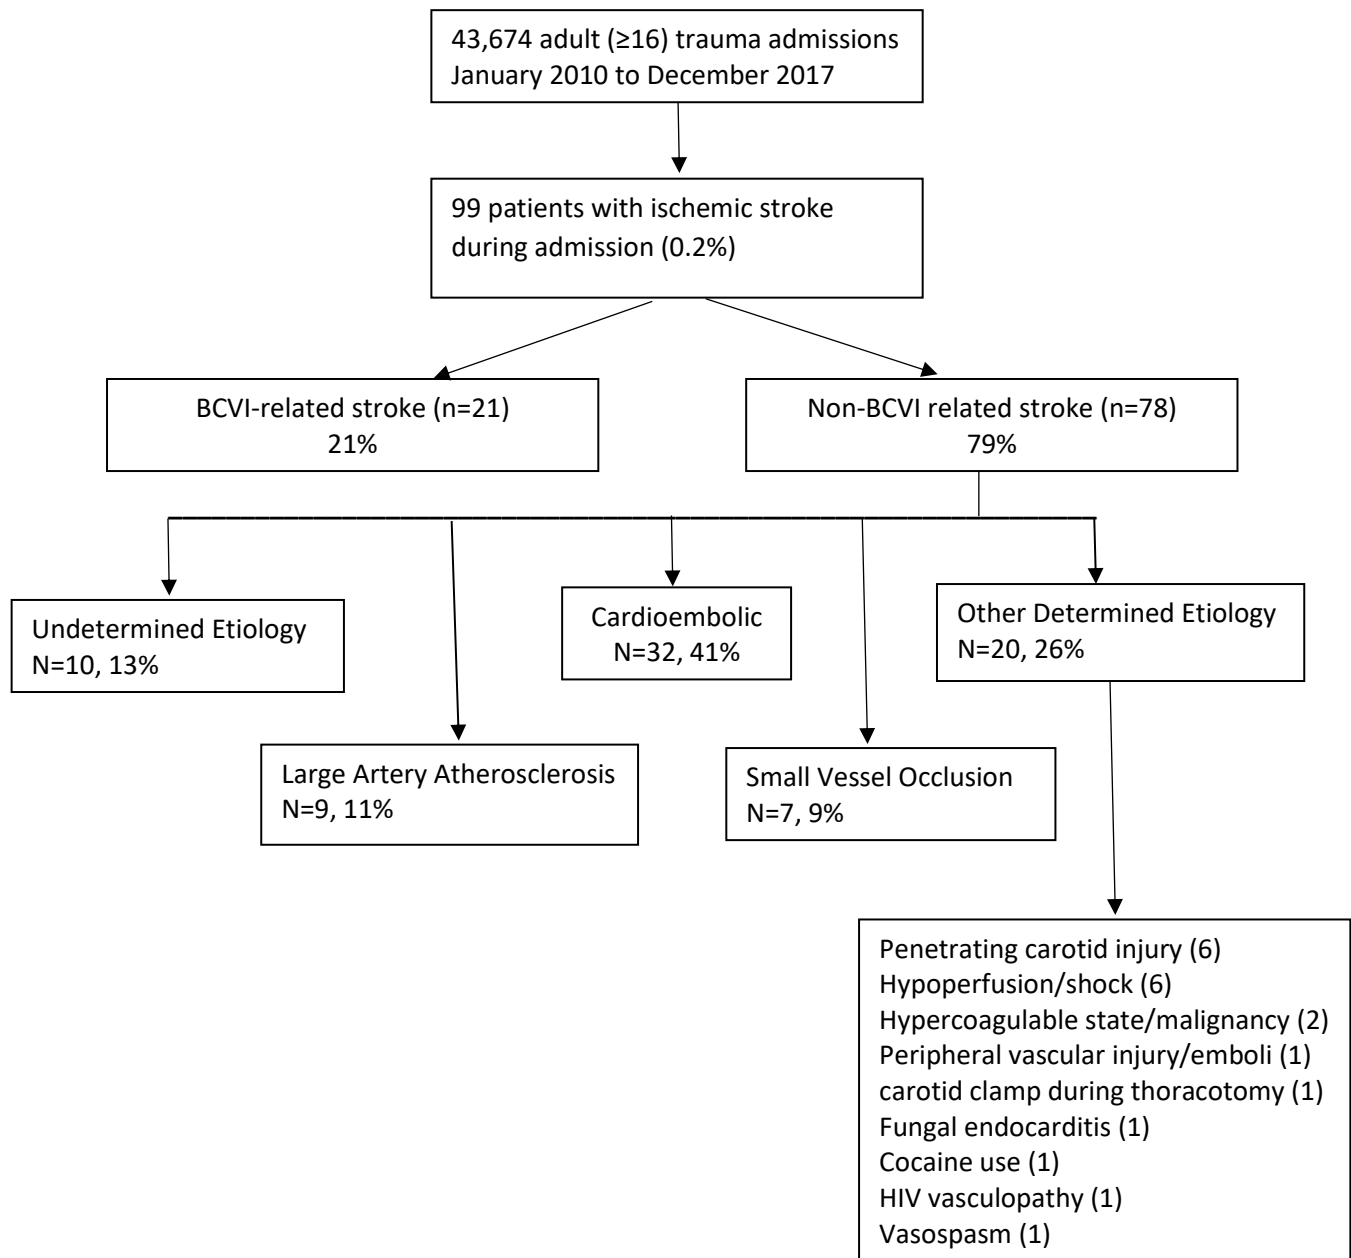 43,674 adult (≥16) trauma admissions
January 2010 to December 2017
99 patients with ischemic stroke
during admission (0.2%)
BCVI-related stroke (n=21)
21%
Non-BCVI related stroke (n=78)
79%
Undetermined Etiology
N=10, 13%
Large Artery Atherosclerosis
N=9, 11%
Cardioembolic
N=32, 41%
Small Vessel Occlusion
N=7, 9%
Other Determined Etiology
N=20, 26%
Penetrating carotid injury (6)
Hypoperfusion/shock (6)
Hypercoagulable state/malignancy (2)
Peripheral vascular injury/emboli (1)
carotid clamp during thoracotomy (1)
Fungal endocarditis (1)
Cocaine use (1)
HIV vasculopathy (1)
Vasospasm (1)